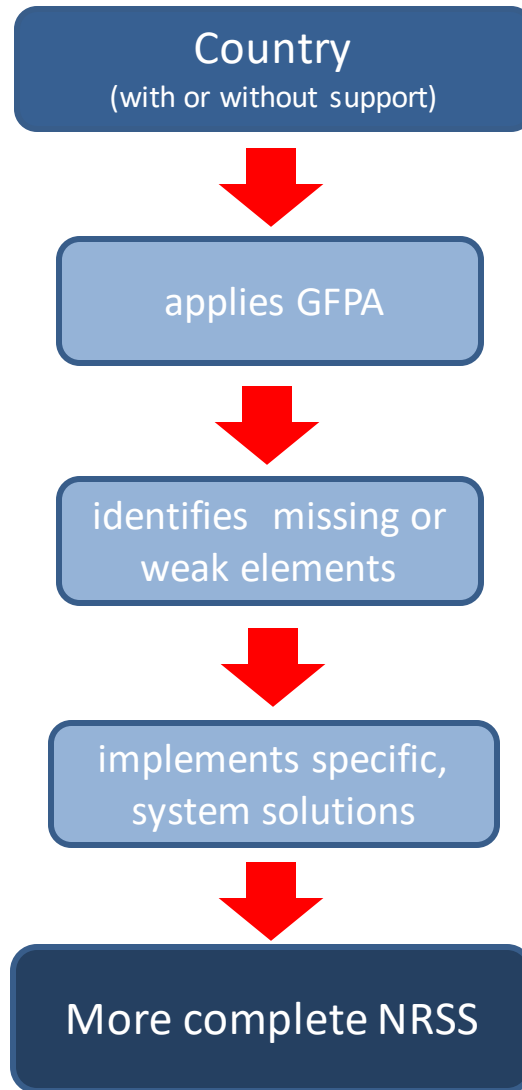 Country
(with or without support)
applies GFPA
identifies missing or
weak elements
implements specific,
system solutions
More complete NRSS